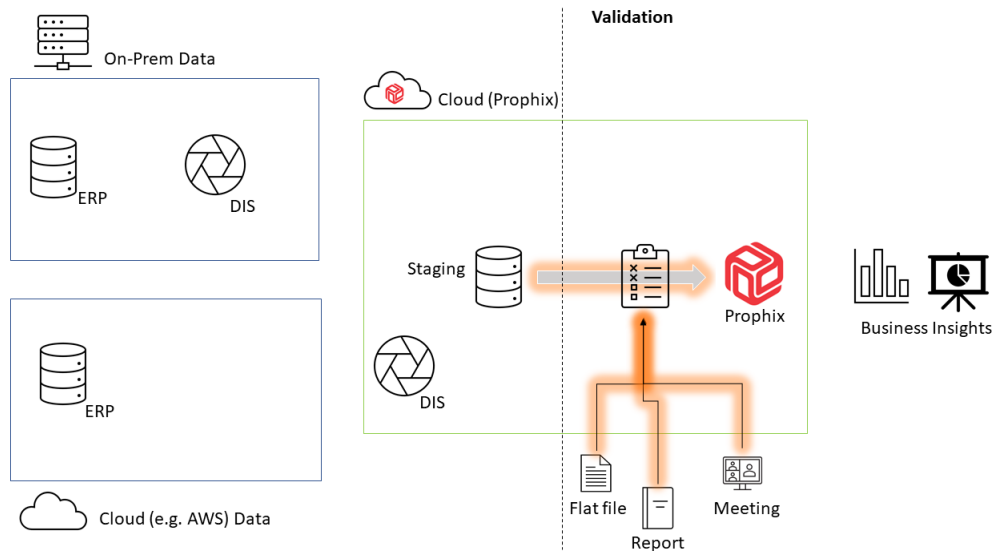 Validation
On-Prem Data
Cloud (Prophix)
ERP
DIS
Staging
Prophix
Business Insights
DIS
ERP
Flat file
Meeting
Cloud (e.g. AWS) Data
Report